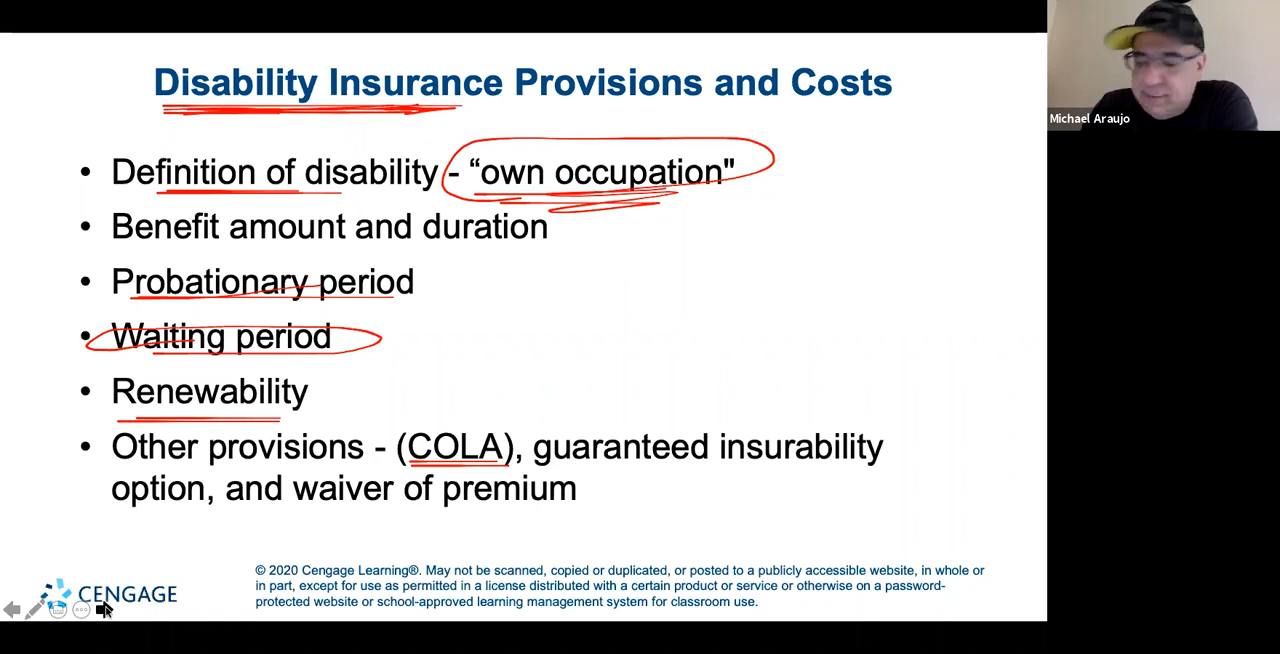 Disability Insurance Provisions and Costs
Michael Araujo
• Definition of disability - “own occupation"
• Benefit amount and duration
• Probationary period
• Waiting period
• Renewability
• Other provisions - (COLA), guaranteed insurability
option, and waiver of premium
CENGAGE
© 2020 Cengage Learning®. May not be scanned, copied or duplicated, or posted to a publicly accessible website, in whole or
in part, except for use as permitted in a license distributed with a certain product or service or otherwise on a password-
protected website or school-approved learning management system for classroom use.